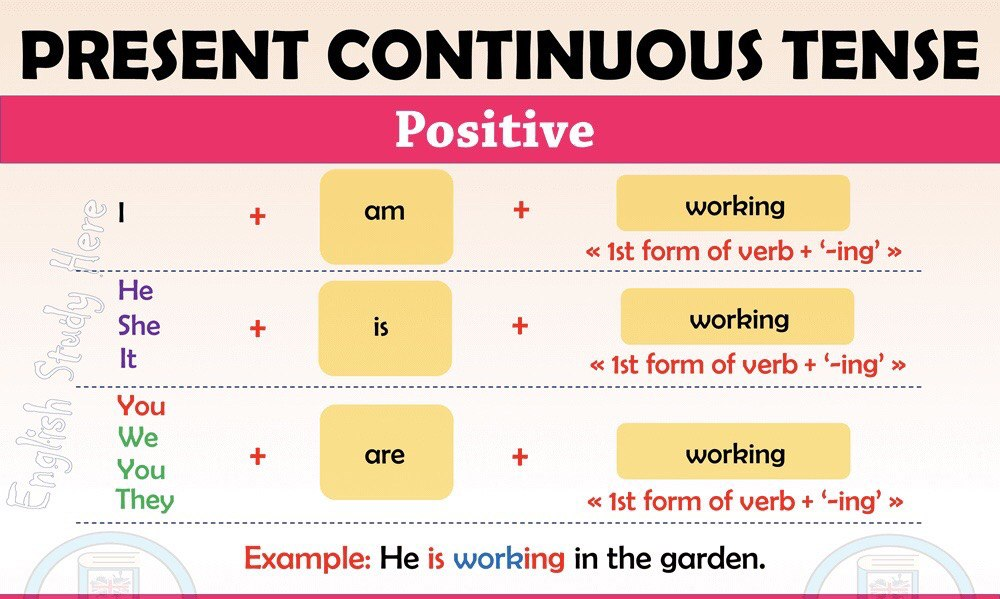 PRESENT CONTINUOUS TENSE
Positive
I + am + working
« 1st form of verb + ‘-ing’ »
He
She + is + working
It
« 1st form of verb + ‘-ing’ »
You
We
You + are + working
They
« 1st form of verb + ‘-ing’ »
Example: He is working in the garden.
English Study Here